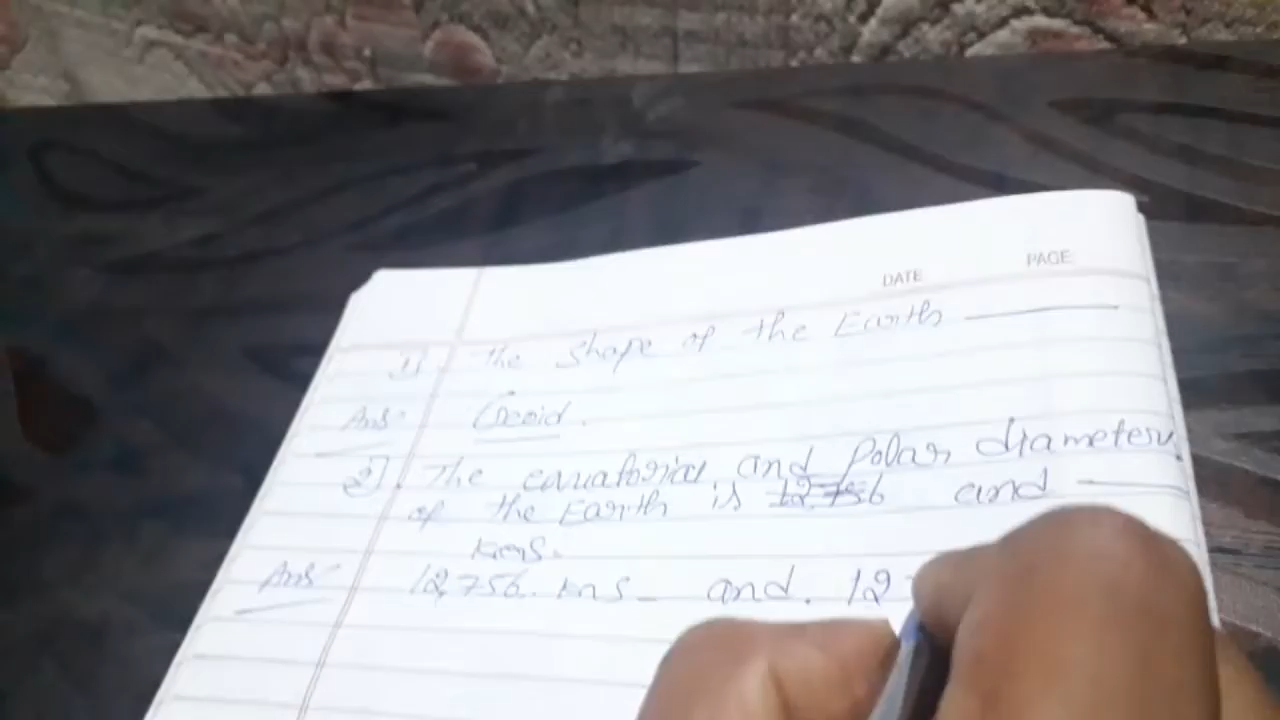 DATE PAGE
1]. The Shape of the Earth ———
Ans:- Geoid.
2]. The equatorial and Polar diameter
of the Earth is 12756 and ———
kms.
Ans:- 12,756. kms - and. 12